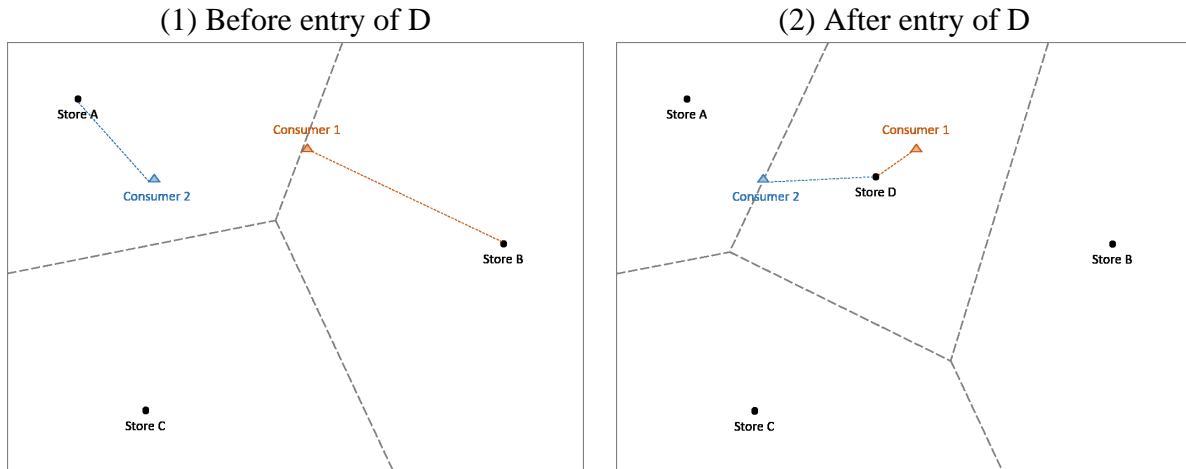 (1) Before entry of D
Store A
Consumer 1
Consumer 2
Store B
Store C
(2) After entry of D
Store A
Consumer 1
Consumer 2
Store D
Store B
Store C